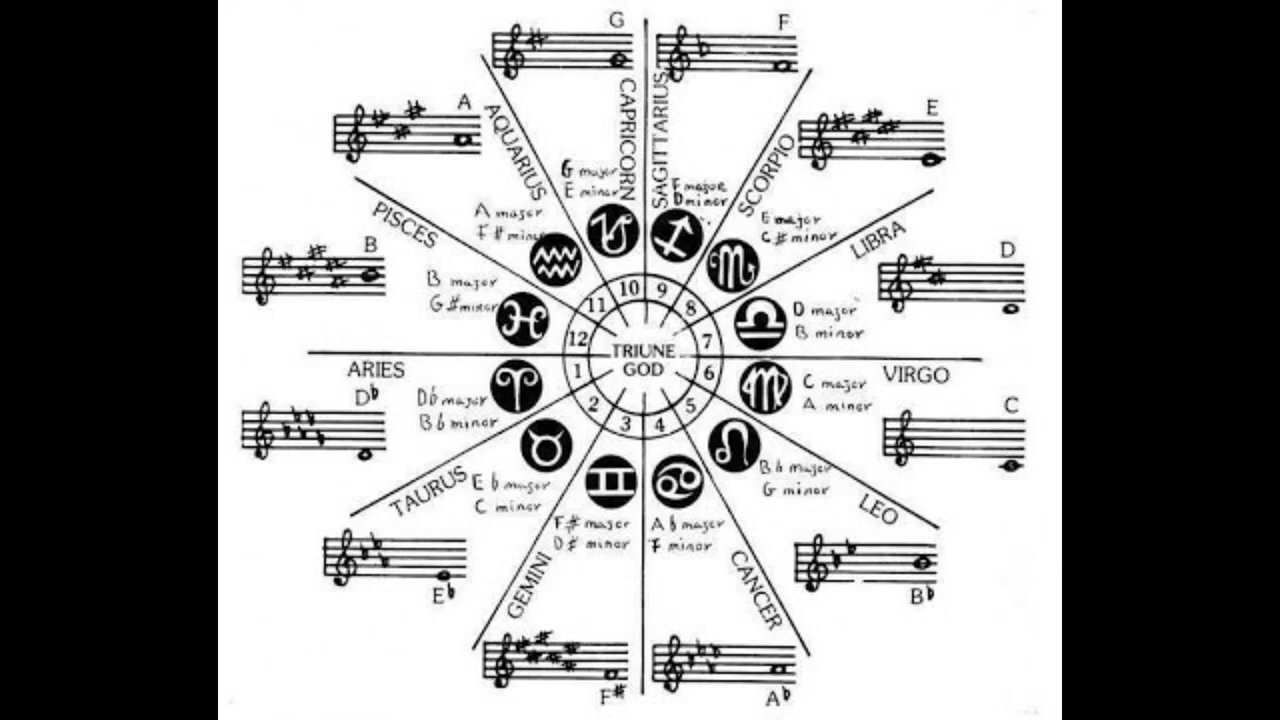 G
F
A
E
AQUARIUS
CAPRICORN
SAGITTARIUS
SCORPIO
G major
E minor
F major
D minor
PISCES
A major
F# minor
E major
C# minor
LIBRA
B
D
B major
G# minor
D major
B minor
11
10
9
8
12
7
TRIUNE
GOD
1
6
2
3
4
5
ARIES
D♭
VIRGO
D♭ major
B♭ minor
C major
A minor
C
TAURUS
E♭ major
C minor
B♭ major
G minor
LEO
F# major
D# minor
A♭ major
F minor
GEMINI
CANCER
E♭
B♭
F#
A♭